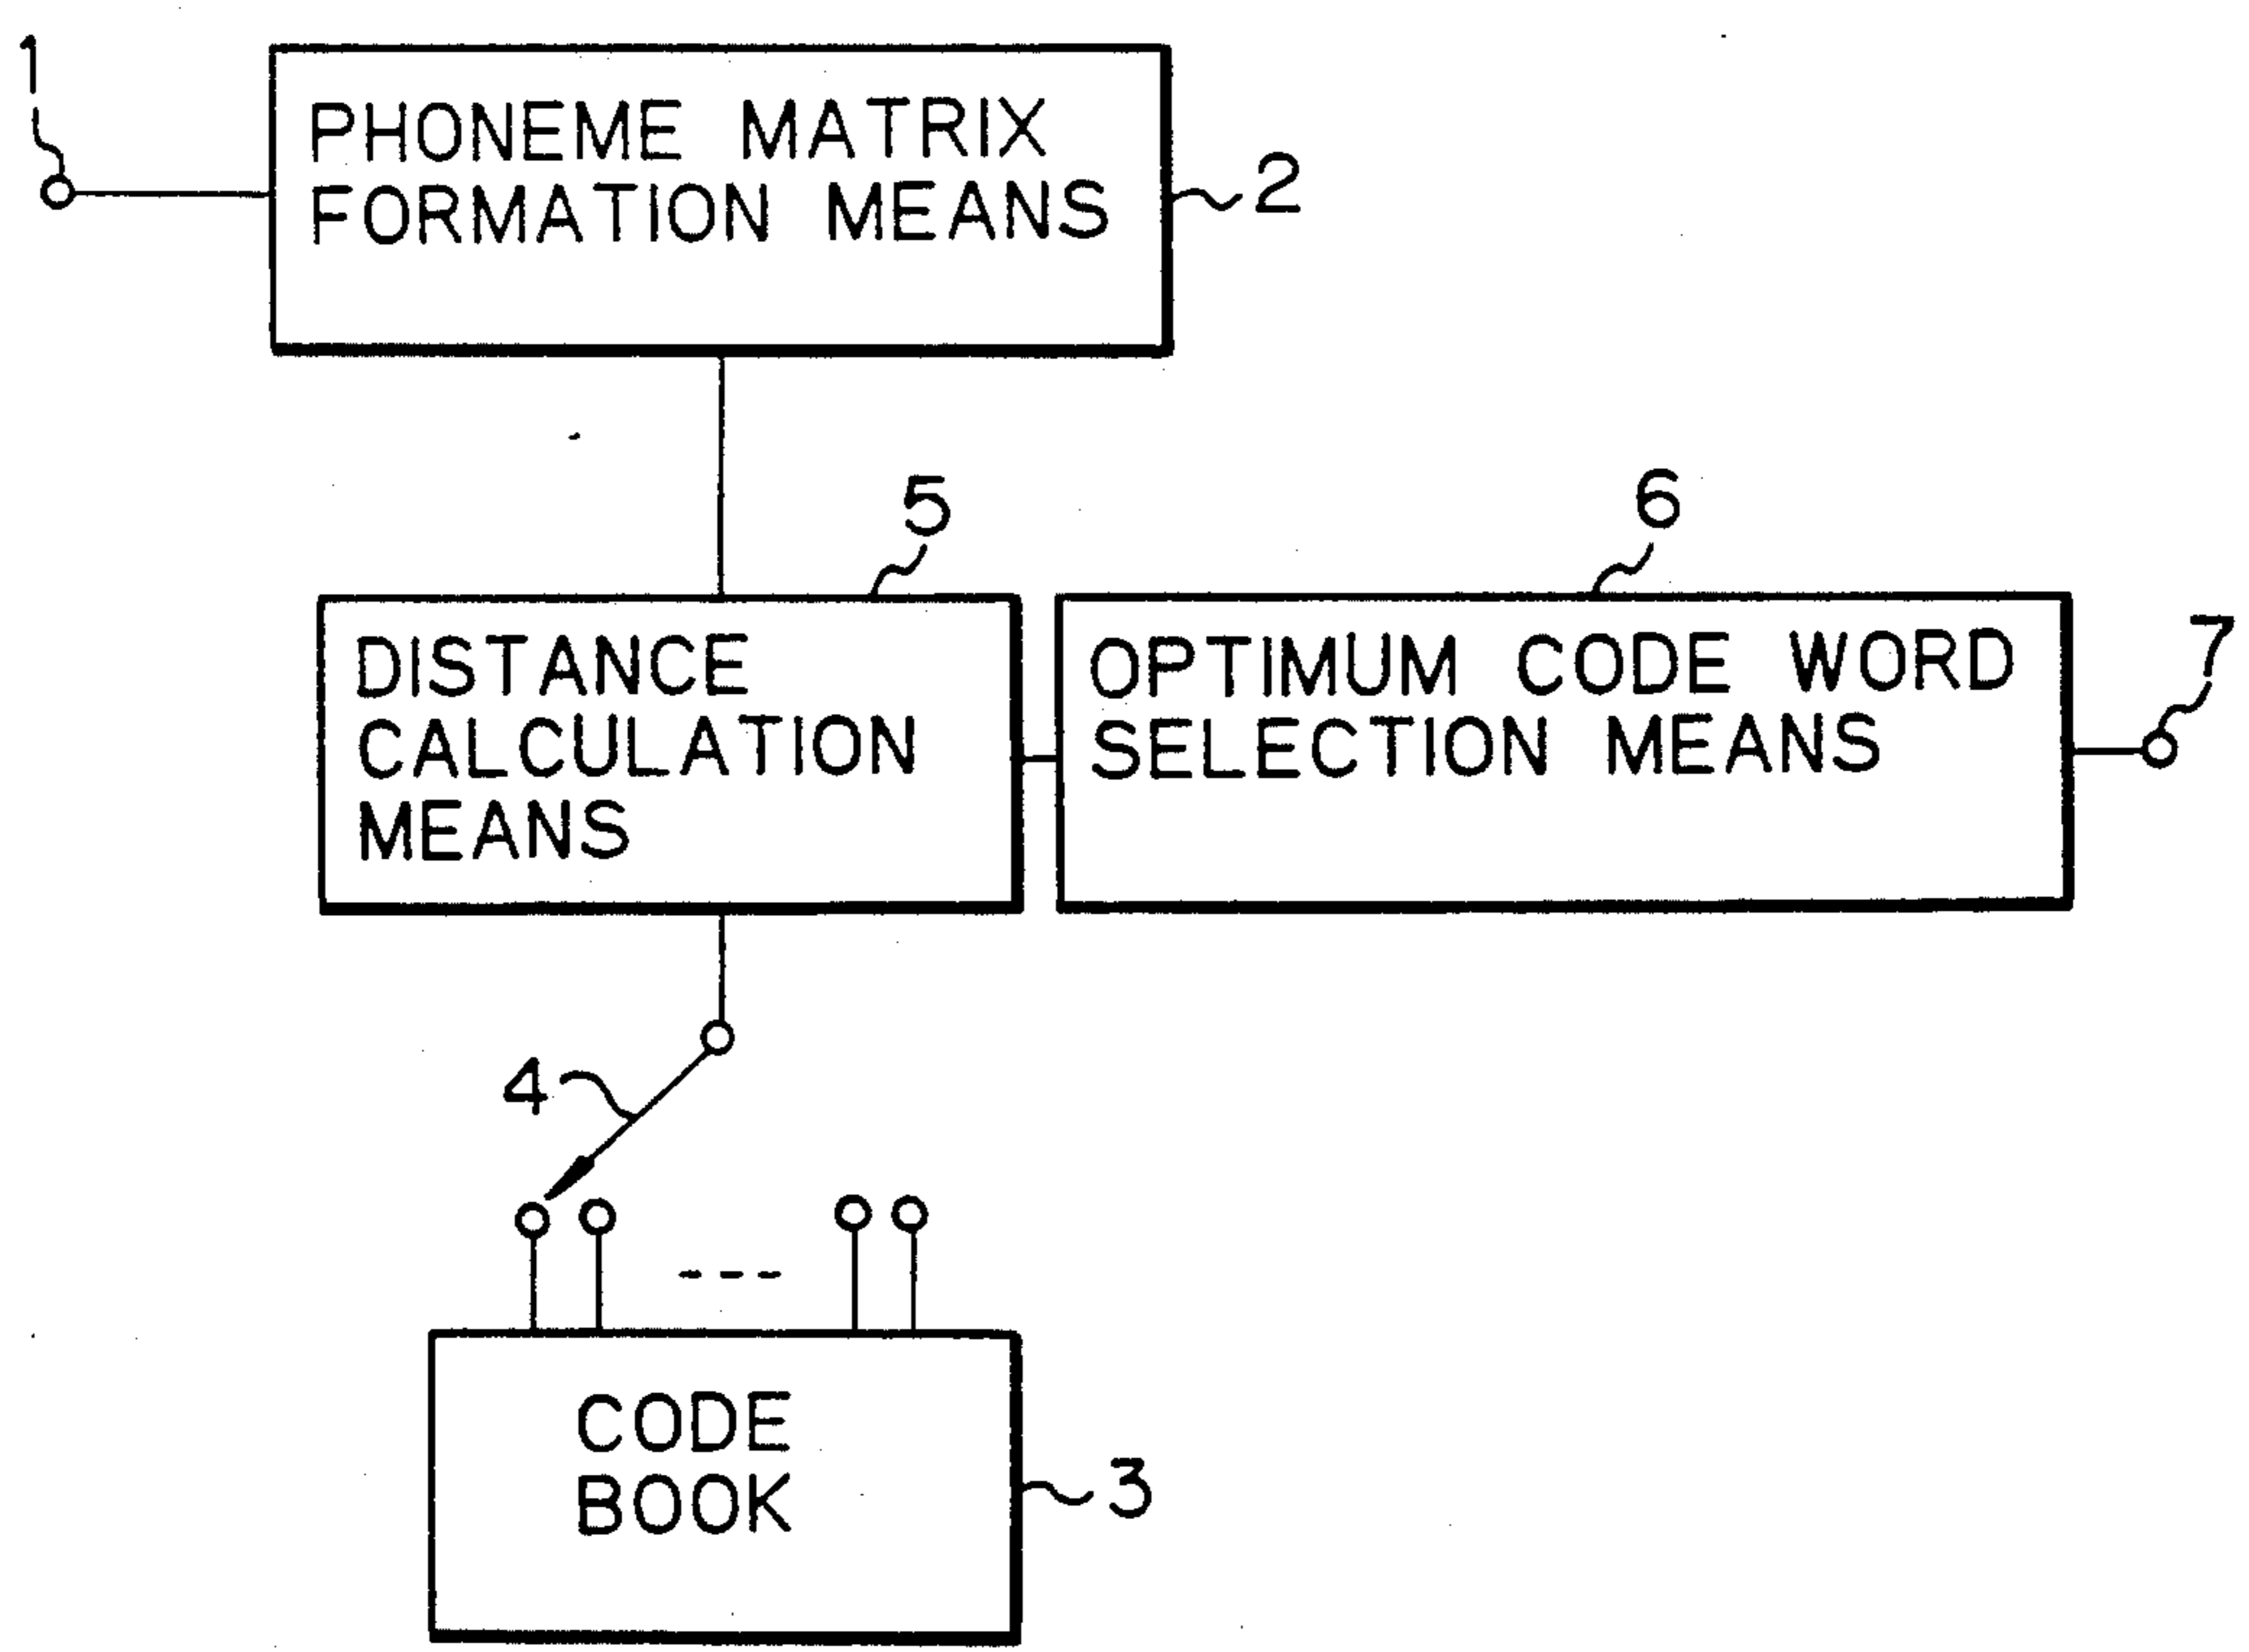 1
PHONEME MATRIX
FORMATION MEANS
2
5
6
7
DISTANCE
CALCULATION
MEANS
OPTIMUM CODE WORD
SELECTION MEANS
4
CODE
BOOK
3